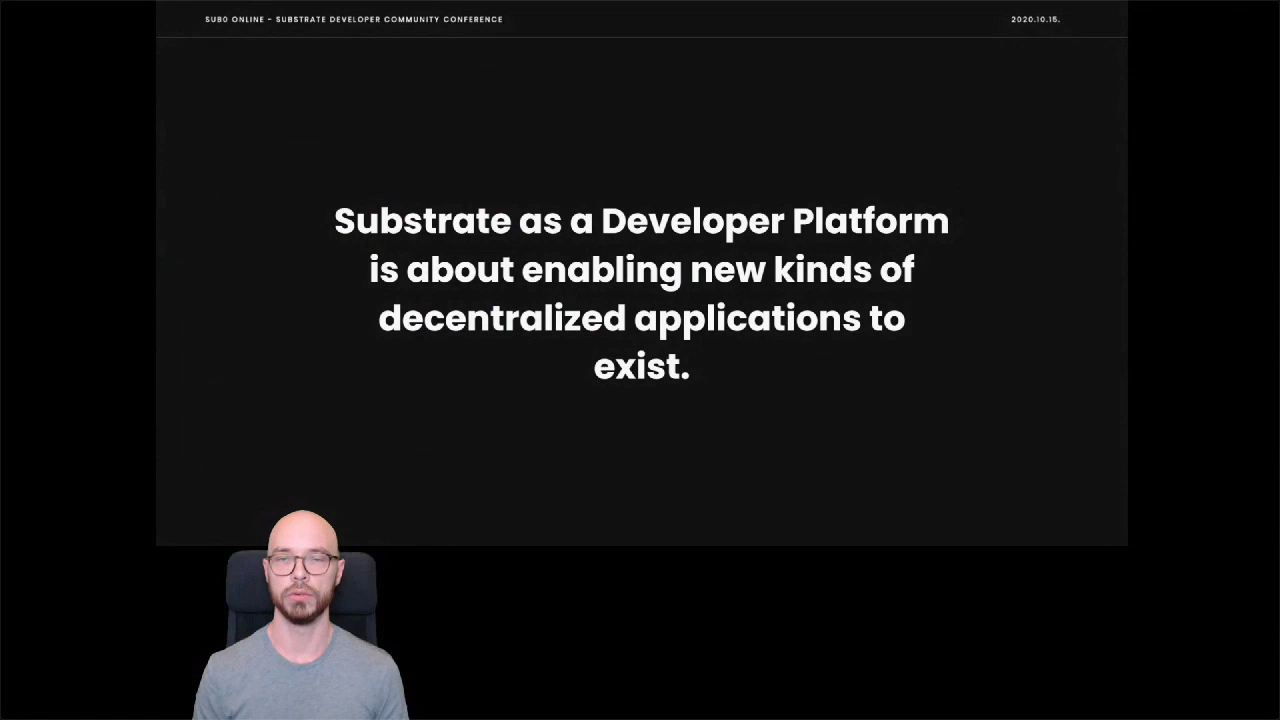 SUB0 ONLINE - SUBSTRATE DEVELOPER COMMUNITY CONFERENCE
2020.10.15.
Substrate as a Developer Platform
is about enabling new kinds of
decentralized applications to
exist.